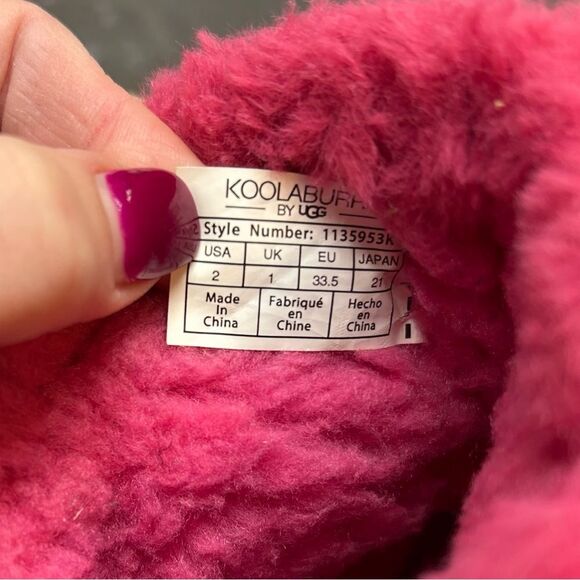 KOOLABURR
BY UGG
Style Number: 1135953K
USA UK EU JAPAN
2 1 33.5 21
Made Fabriqué Hecho
In en en
China Chine China